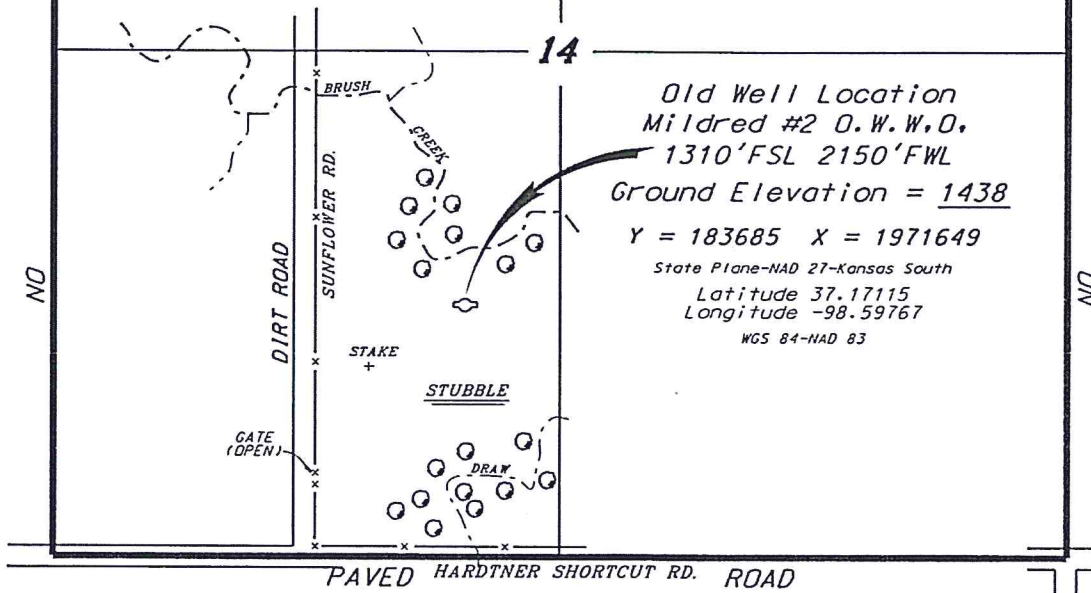 14
Old Well Location
Mildred #2 O.W.W.O.
1310'FSL 2150'FWL
Ground Elevation = 1438
Y = 183685 X = 1971649
State Plane-NAD 27-Kansas South
Latitude 37.17115
Longitude -98.59767
WGS 84-NAD 83
BRUSH
CREEK
SUNFLOWER RD.
DIRT ROAD
NO
NO
STAKE
STUBBLE
GATE
(OPEN)
DRAW
PAVED HARDTNER SHORTCUT RD. ROAD